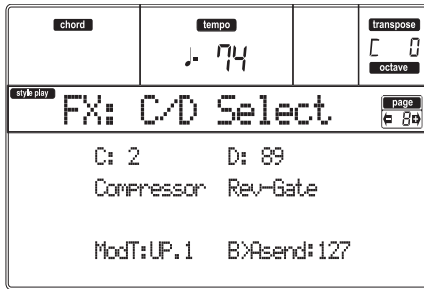 chord tempo transpose
♩- 74 C 0
octave
style play FX: C/D Select page
8
C: 2 D: 89
Compressor Rev-Gate
ModT:UP.1 B>Asend:127